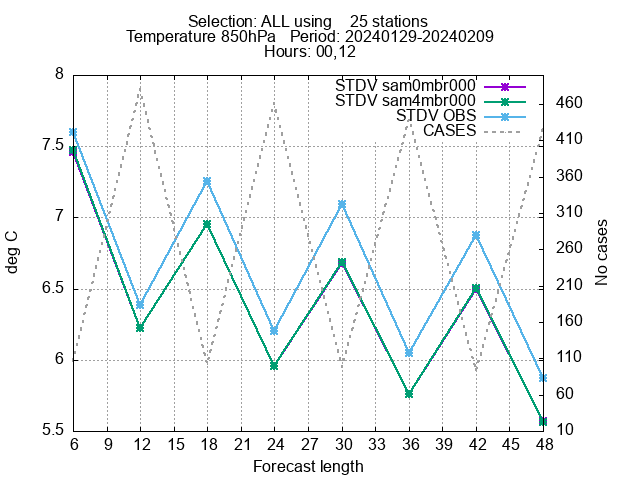 Selection: ALL using    25 stations
Temperature 850hPa   Period: 20240129-20240209
Hours: 00,12
STDV sam0mbr000
STDV sam4mbr000
STDV OBS
CASES
deg C
8
7.5
7
6.5
6
5.5
460
410
360
310
260
210
160
110
60
10
No cases
6 9 12 15 18 21 24 27 30 33 36 39 42 45 48
Forecast length